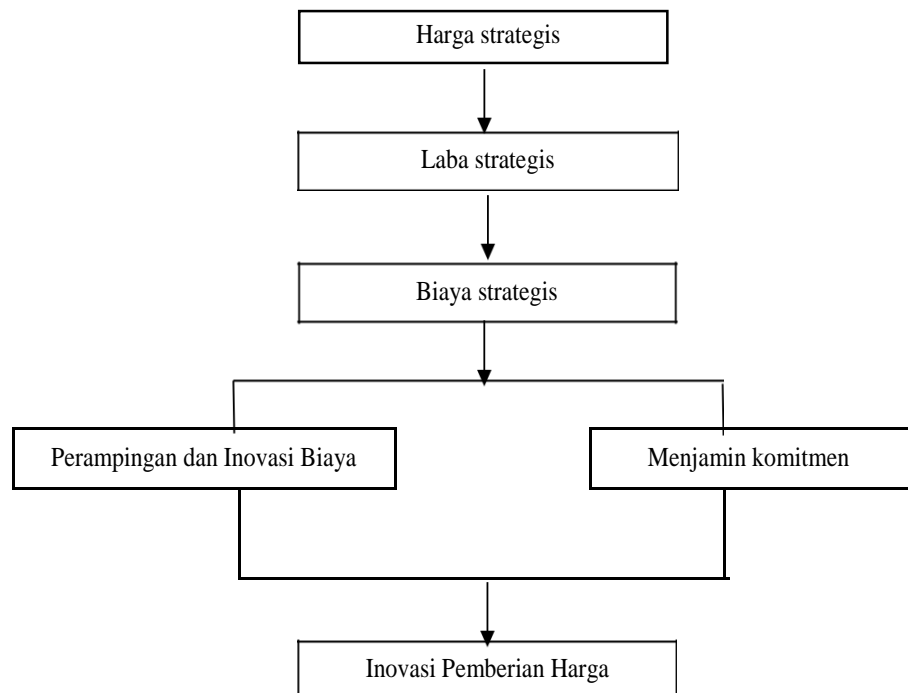 Harga strategis
Laba strategis
Biaya strategis
Perampingan dan Inovasi Biaya
Menjamin komitmen
Inovasi Pemberian Harga